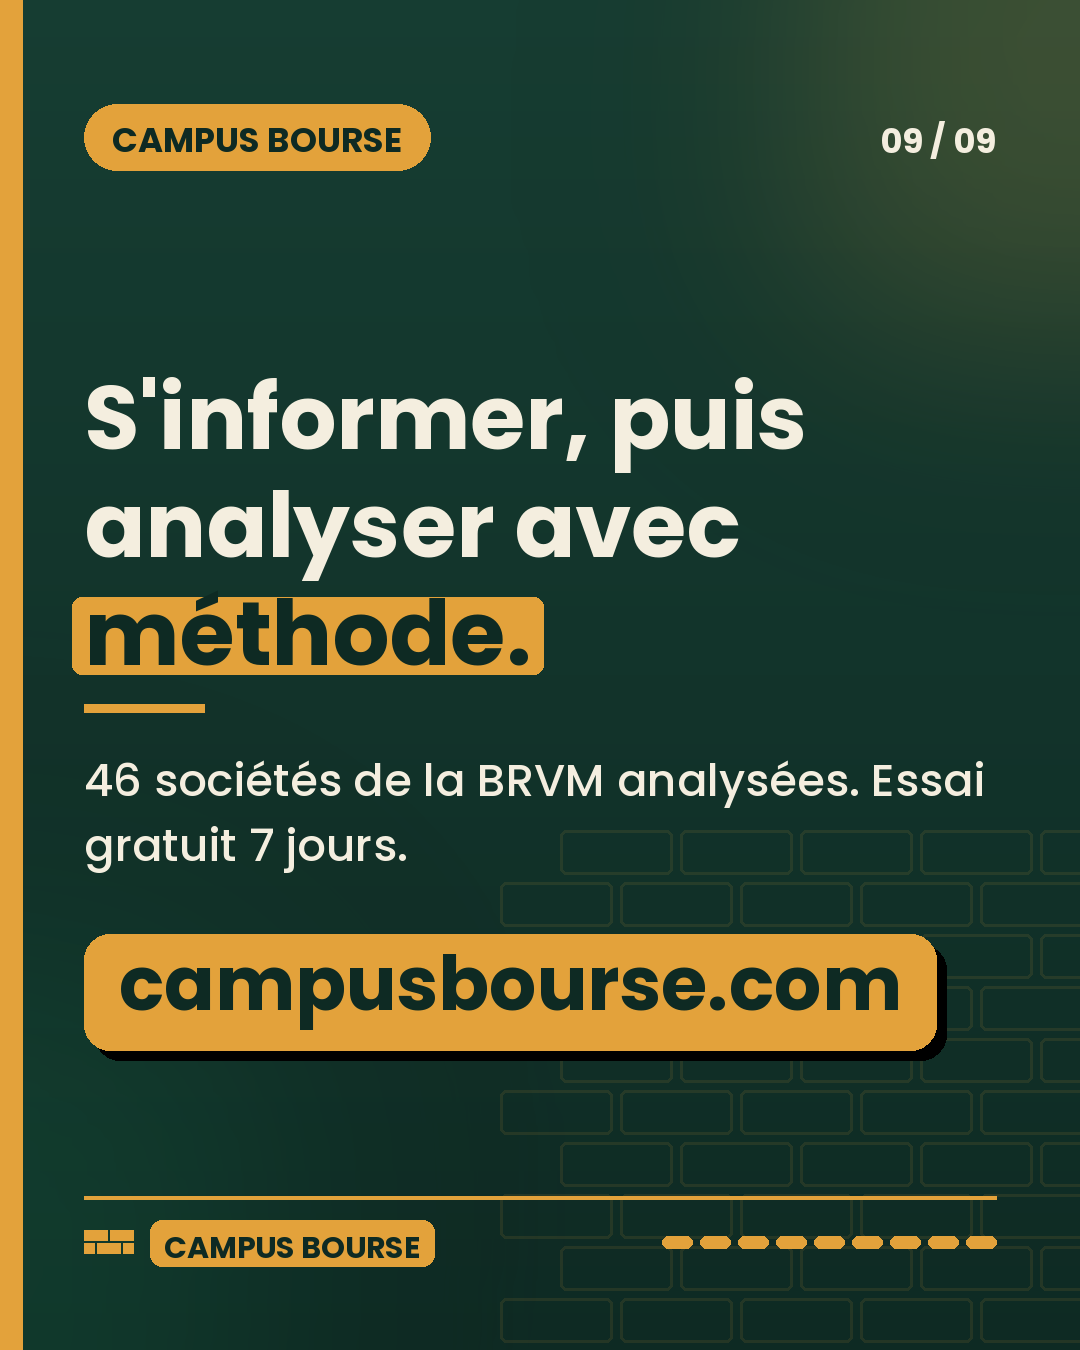 CAMPUS BOURSE
09 / 09
S'informer, puis
analyser avec
méthode.
46 sociétés de la BRVM analysées. Essai
gratuit 7 jours.
campusbourse.com
CAMPUS BOURSE